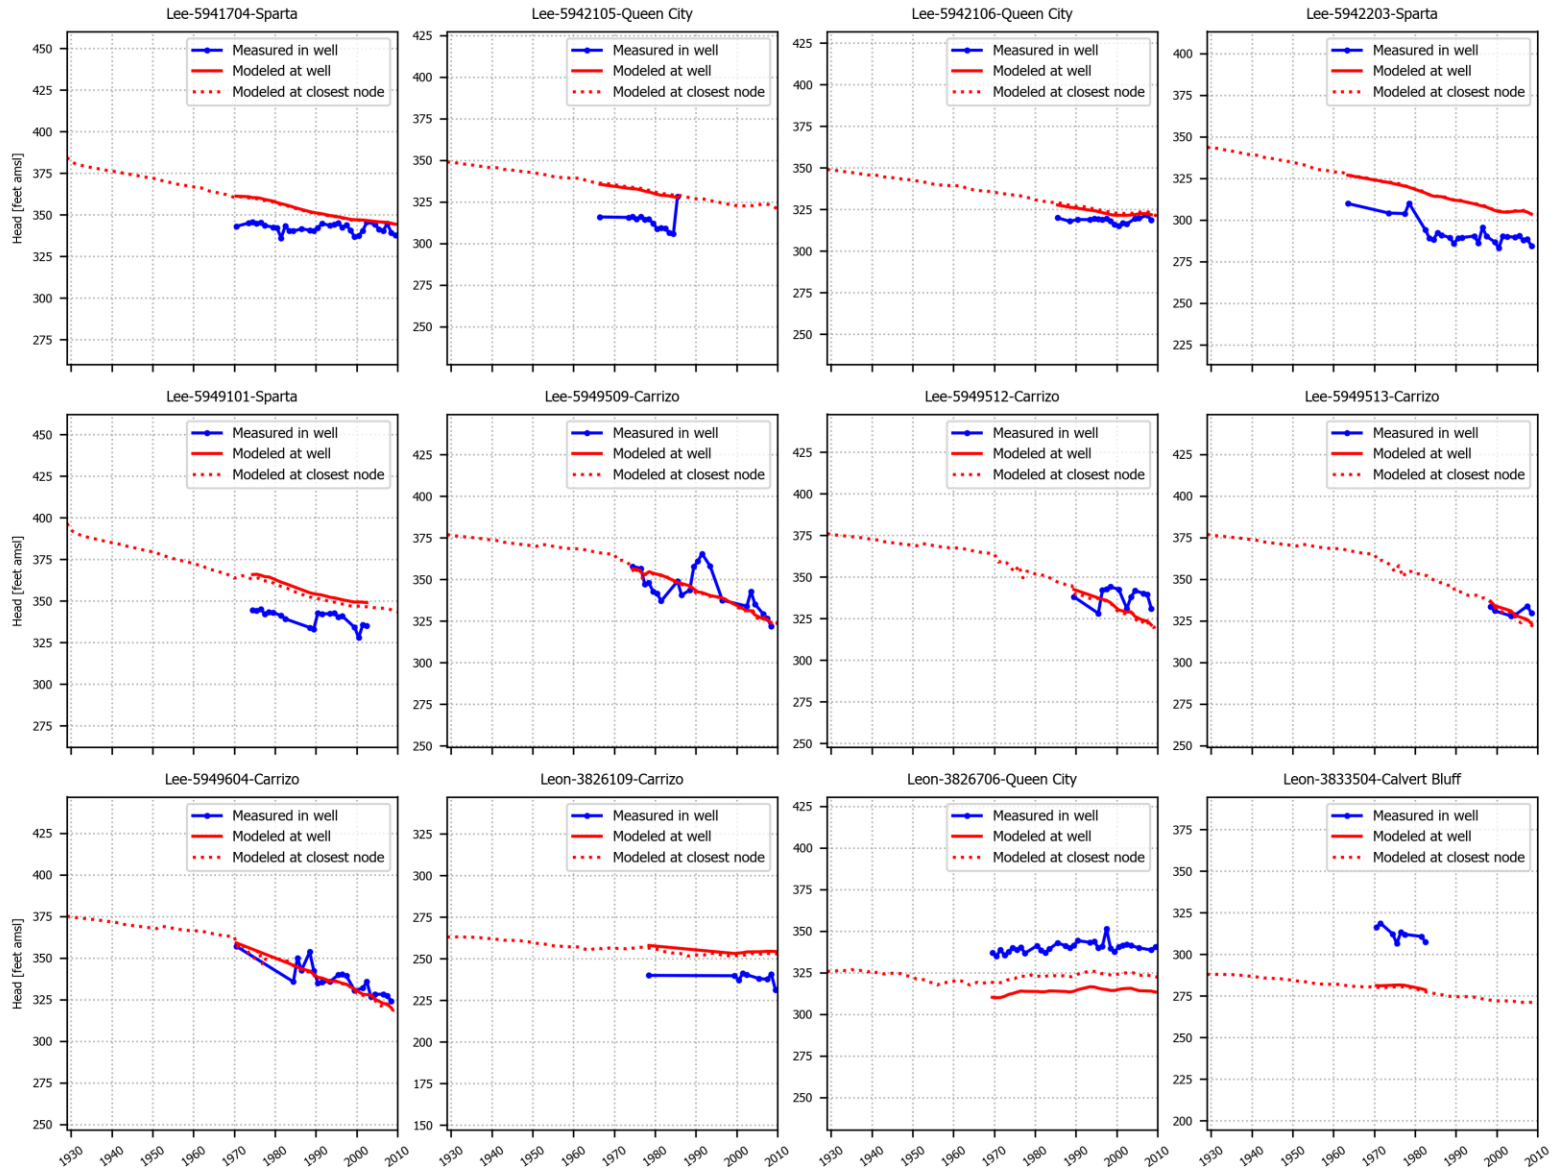 Lee-5941704-Sparta
Head [feet amsl]
450
425
400
375
350
325
300
275
Measured in well
Modeled at well
Modeled at closest node
Lee-5942105-Queen City
425
400
375
350
325
300
275
250
Measured in well
Modeled at well
Modeled at closest node
Lee-5942106-Queen City
425
400
375
350
325
300
275
250
Measured in well
Modeled at well
Modeled at closest node
Lee-5942203-Sparta
400
375
350
325
300
275
250
225
Measured in well
Modeled at well
Modeled at closest node
Lee-5949101-Sparta
Head [feet amsl]
450
425
400
375
350
325
300
275
Measured in well
Modeled at well
Modeled at closest node
Lee-5949509-Carrizo
425
400
375
350
325
300
275
250
Measured in well
Modeled at well
Modeled at closest node
Lee-5949512-Carrizo
425
400
375
350
325
300
275
250
Measured in well
Modeled at well
Modeled at closest node
Lee-5949513-Carrizo
425
400
375
350
325
300
275
250
Measured in well
Modeled at well
Modeled at closest node
Lee-5949604-Carrizo
Head [feet amsl]
425
400
375
350
325
300
275
250
Measured in well
Modeled at well
Modeled at closest node
1930 1940 1950 1960 1970 1980 1990 2000 2010
Leon-3826109-Carrizo
325
300
275
250
225
200
175
150
Measured in well
Modeled at well
Modeled at closest node
1930 1940 1950 1960 1970 1980 1990 2000 2010
Leon-3826706-Queen City
425
400
375
350
325
300
275
250
Measured in well
Modeled at well
Modeled at closest node
1930 1940 1950 1960 1970 1980 1990 2000 2010
Leon-3833504-Calvert Bluff
375
350
325
300
275
250
225
200
Measured in well
Modeled at well
Modeled at closest node
1930 1940 1950 1960 1970 1980 1990 2000 2010